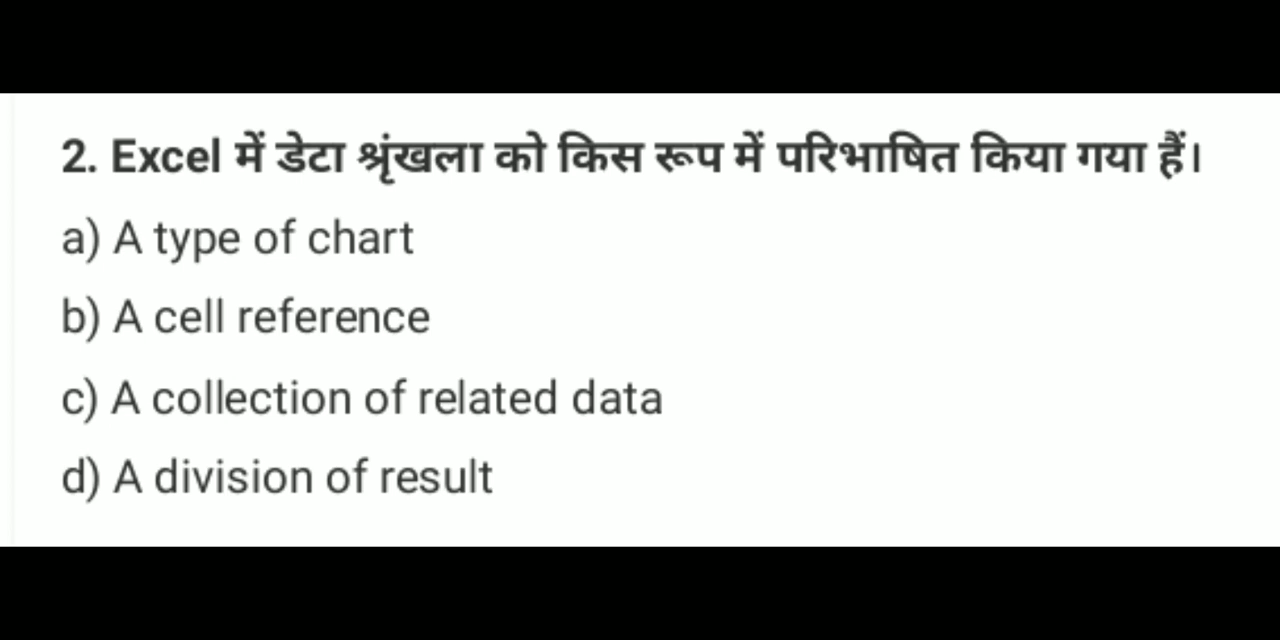 2. Excel में डेटा श्रृंखला को किस रूप में परिभाषित किया गया हैं।
a) A type of chart
b) A cell reference
c) A collection of related data
d) A division of result